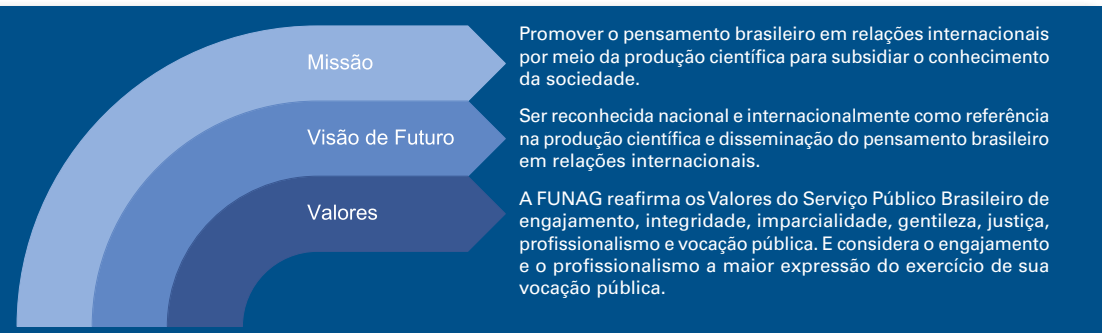 Missão
Promover o pensamento brasileiro em relações internacionais
por meio da produção científica para subsidiar o conhecimento
da sociedade.
Visão de Futuro
Ser reconhecida nacional e internacionalmente como referência
na produção científica e disseminação do pensamento brasileiro
em relações internacionais.
Valores
A FUNAG reafirma os Valores do Serviço Público Brasileiro de
engajamento, integridade, imparcialidade, gentileza, justiça,
profissionalismo e vocação pública. E considera o engajamento
e o profissionalismo a maior expressão do exercício de sua
vocação pública.